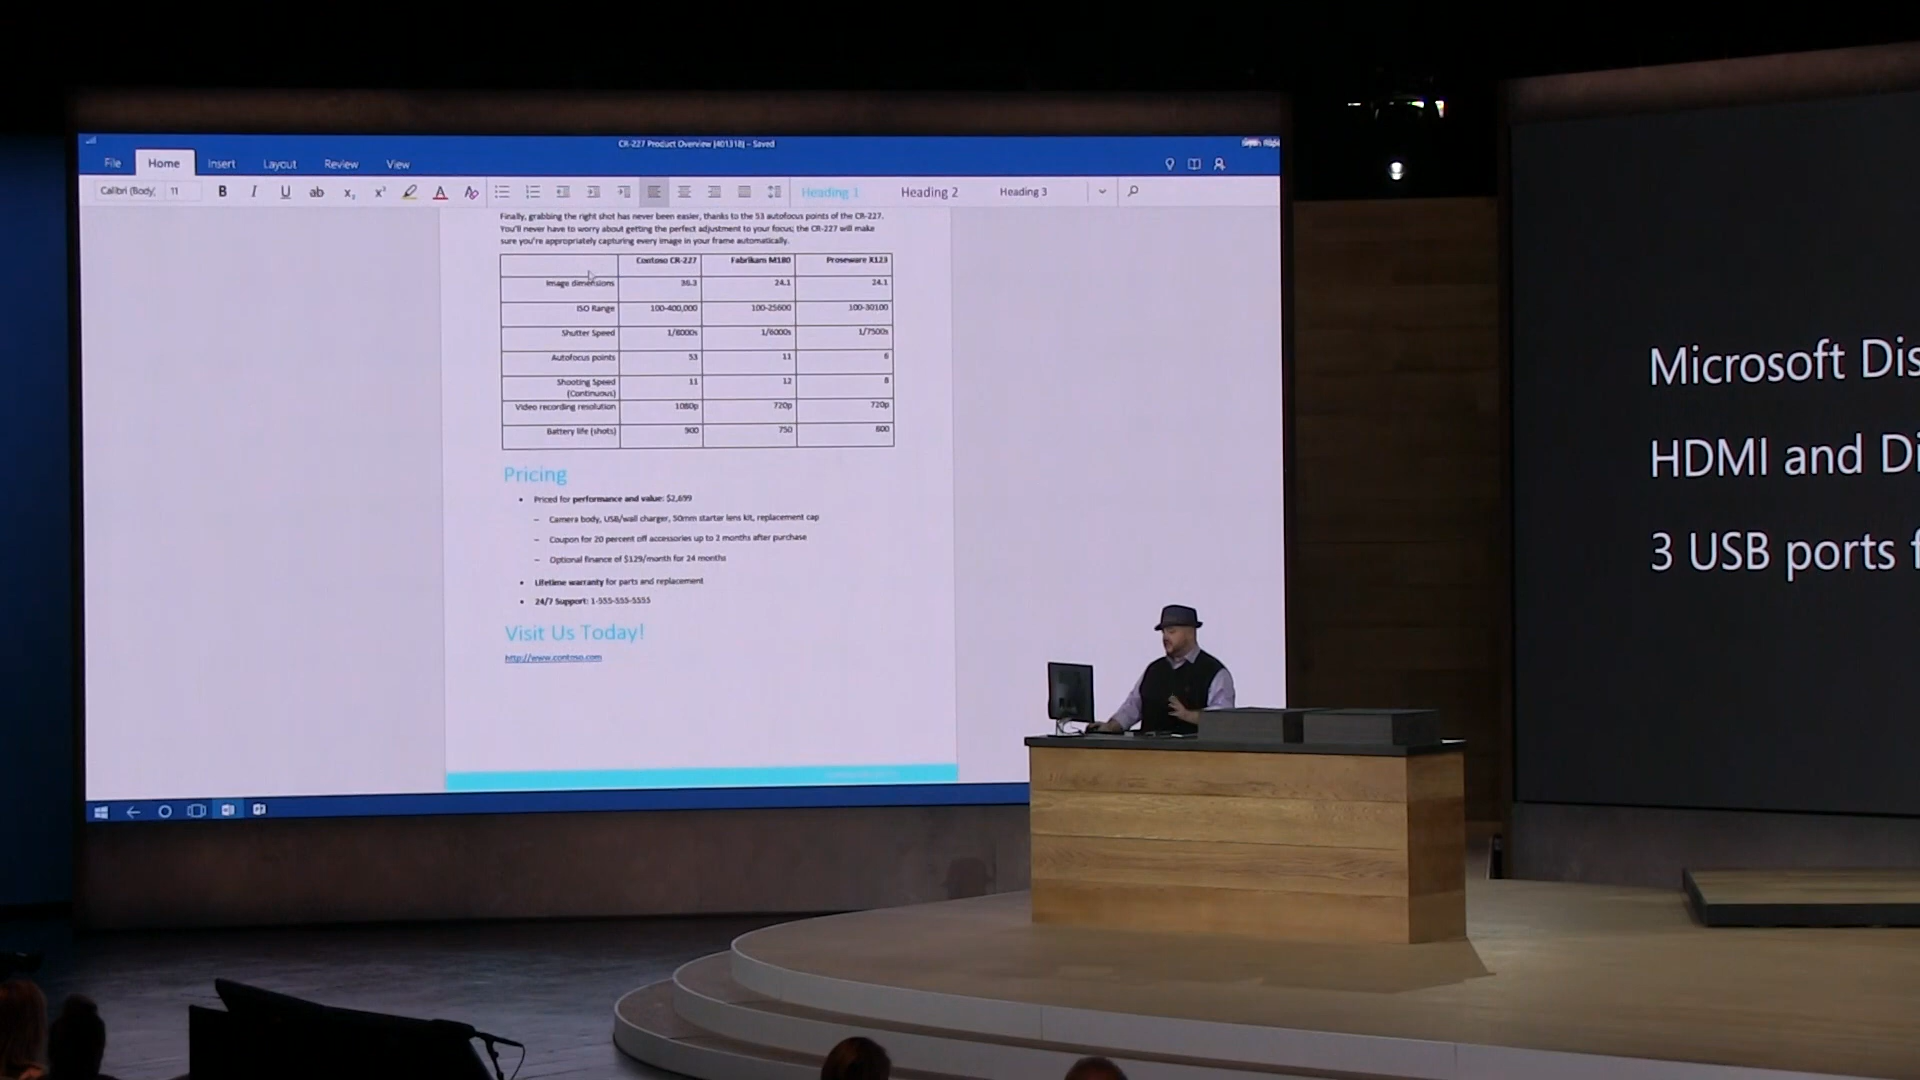 CR-227 Product Overview [401318] – Saved
File Home Insert Layout Review View
Calibri (Body) 11 B I U ab x₂ x² A Heading 1 Heading 2 Heading 3
Finally, grabbing the right shot has never been easier, thanks to the 53 autofocus points of the CR-227.
You'll never have to worry about getting the perfect adjustment to your focus; the CR-227 will make
sure you're appropriately capturing every image in your frame automatically.
Contoso CR-227 Fabrikam M180 Proseware X123
Image dimensions 36.3 24.1 24.1
ISO Range 100-400,000 100-25600 100-30100
Shutter Speed 1/8000s 1/6000s 1/7500s
Autofocus points 53 11 6
Shooting Speed 11 12 8
(Continuous)
Video recording resolution 1080p 720p 720p
Battery life (shots) 900 750 600
Pricing
• Priced for performance and value: $2,699
– Camera body, USB/wall charger, 50mm starter lens kit, replacement cap
– Coupon for 20 percent off accessories up to 2 months after purchase
– Optional finance of $129/month for 24 months
• Lifetime warranty for parts and replacement
• 24/7 Support: 1-555-555-5555
Visit Us Today!
http://www.contoso.com
Microsoft Dis
HDMI and Di
3 USB ports f